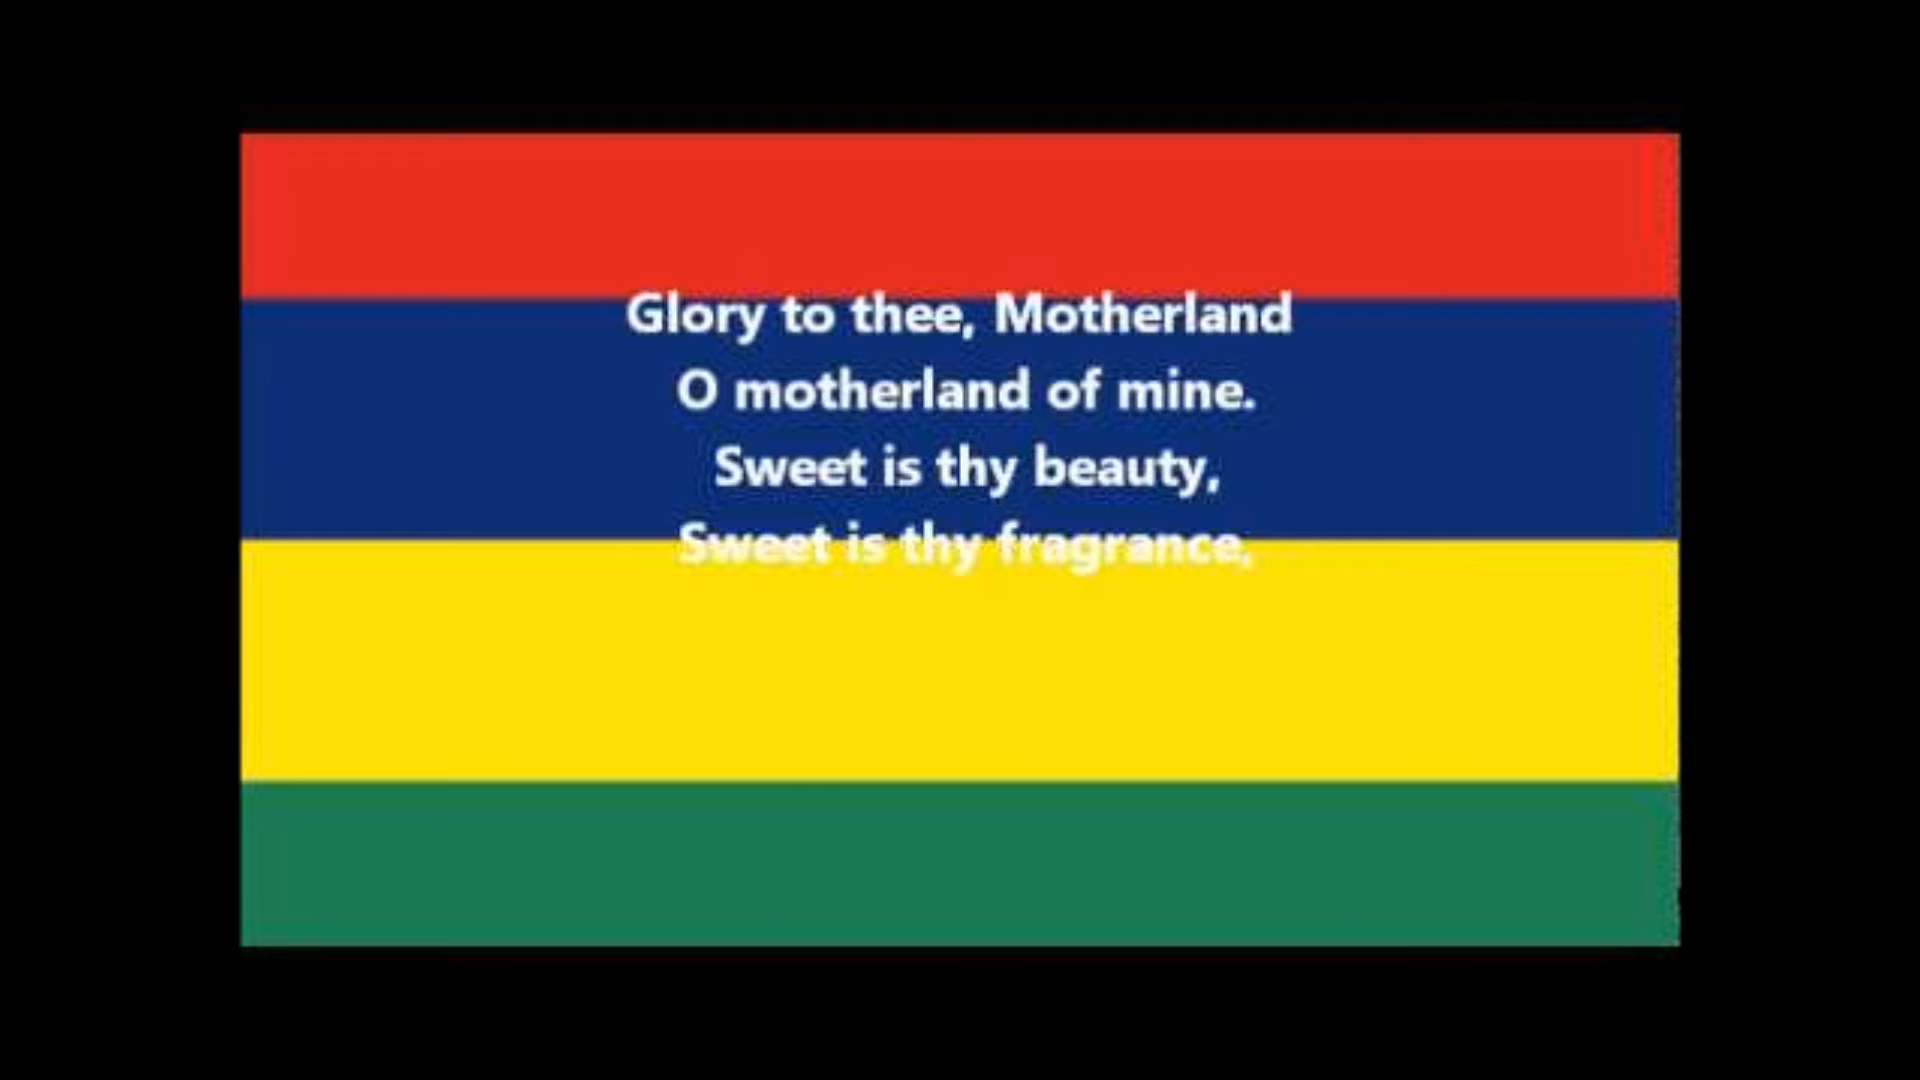 Glory to thee, Motherland
O motherland of mine.
Sweet is thy beauty,
Sweet is thy fragrance,